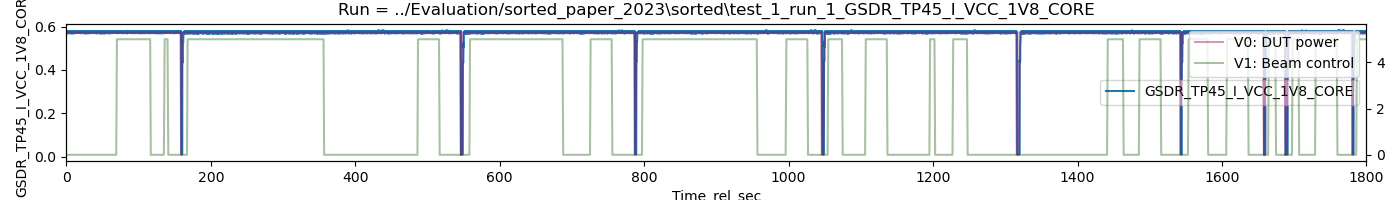 Run = ../Evaluation/sorted_paper_2023\sorted\test_1_run_1_GSDR_TP45_I_VCC_1V8_CORE
GSDR_TP45_I_VCC_1V8_COR
0.6
0.4
0.2
0.0
V0: DUT power
V1: Beam control
GSDR_TP45_I_VCC_1V8_CORE
4
2
0
0 200 400 600 800 1000 1200 1400 1600 1800
Time_rel_sec